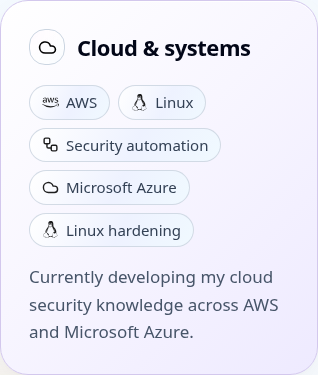 Cloud & systems
aws AWS Linux
Security automation
Microsoft Azure
Linux hardening
Currently developing my cloud
security knowledge across AWS
and Microsoft Azure.